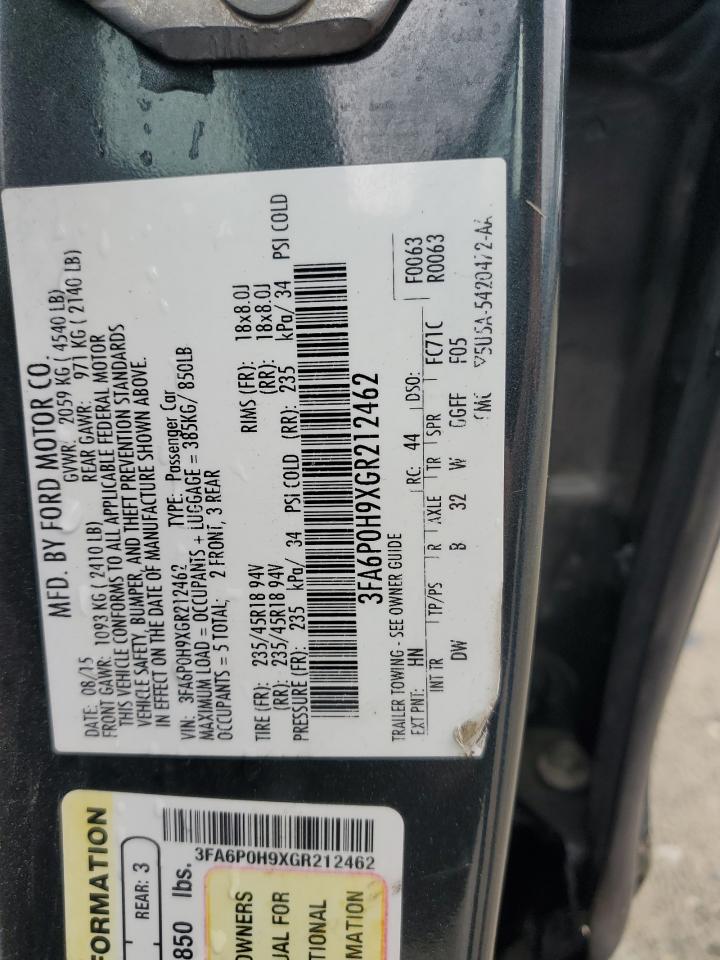 MFD. BY FORD MOTOR CO.
DATE: 08/15 GVWR: 2059 KG ( 4540 LB)
FRONT GAWR: 1093 KG ( 2410 LB) REAR GAWR: 971 KG ( 2140 LB)
THIS VEHICLE CONFORMS TO ALL APPLICABLE FEDERAL MOTOR
VEHICLE SAFETY, BUMPER, AND THEFT PREVENTION STANDARDS
IN EFFECT ON THE DATE OF MANUFACTURE SHOWN ABOVE.
VIN: 3FA6P0H9XGR212462 TYPE: Passenger Car
MAXIMUM LOAD = OCCUPANTS + LUGGAGE = 385KG/ 850LB
OCCUPANTS = 5 TOTAL; 2 FRONT, 3 REAR
TIRE (FR): 235/45R18 94V RIMS (FR): 18x8.0J
(RR): 235/45R18 94V (RR): 18x8.0J
PRESSURE (FR): 235 kPa/ 34 PSI COLD (RR): 235 kPa/ 34 PSI COLD
3FA6P0H9XGR212462
TRAILER TOWING - SEE OWNER GUIDE F0063
EXT PNT: HN RC: 44 DSO: R0063
INT TR TP/PS R AXLE TR SPR FC71C
DW B 32 W GGFF F05
5U5A-5420472-AA
FORMATION
REAR: 3
850 lbs.
3FA6P0H9XGR212462
OWNERS
UAL FOR
TIONAL
MATION